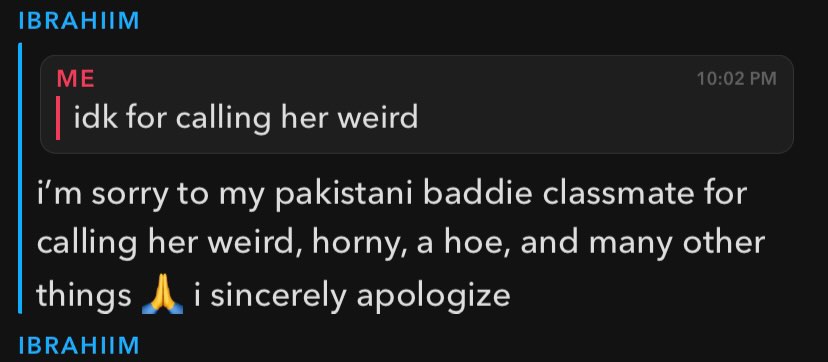 IBRAHIIM
ME
10:02 PM
idk for calling her weird
i'm sorry to my pakistani baddie classmate for
calling her weird, horny, a hoe, and many other
things 🙏 i sincerely apologize
IBRAHIIM